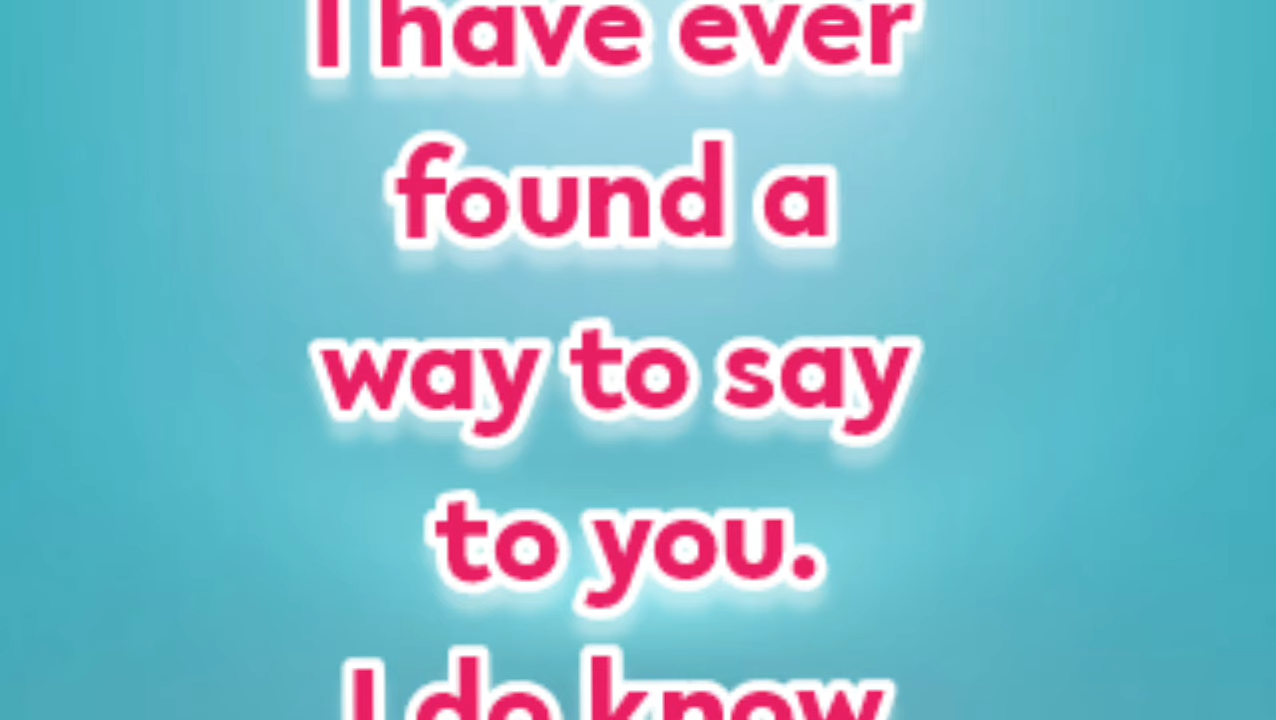 I have ever
found a
way to say
to you.
I do know